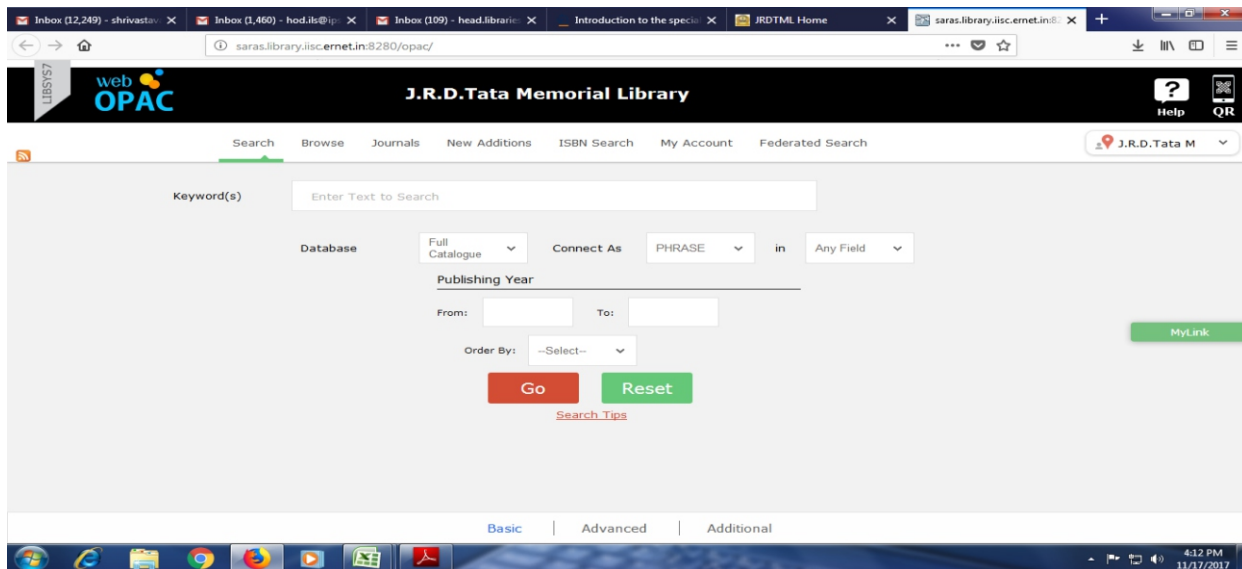 Inbox (12,249) - shrivastav Inbox (1,460) - hod.ils@ip Inbox (109) - head.librarie Introduction to the special JRDTML Home saras.library.iisc.ernet.in:8
saras.library.iisc.ernet.in:8280/opac/
LIBSYS7
web OPAC
J.R.D.Tata Memorial Library
? Help QR
Search Browse Journals New Additions ISBN Search My Account Federated Search J.R.D.Tata M
Keyword(s) Enter Text to Search
Database Full Catalogue Connect As PHRASE in Any Field
Publishing Year
From: To:
MyLink
Order By: --Select--
Go Reset
Search Tips
Basic | Advanced | Additional
4:12 PM
11/17/2017